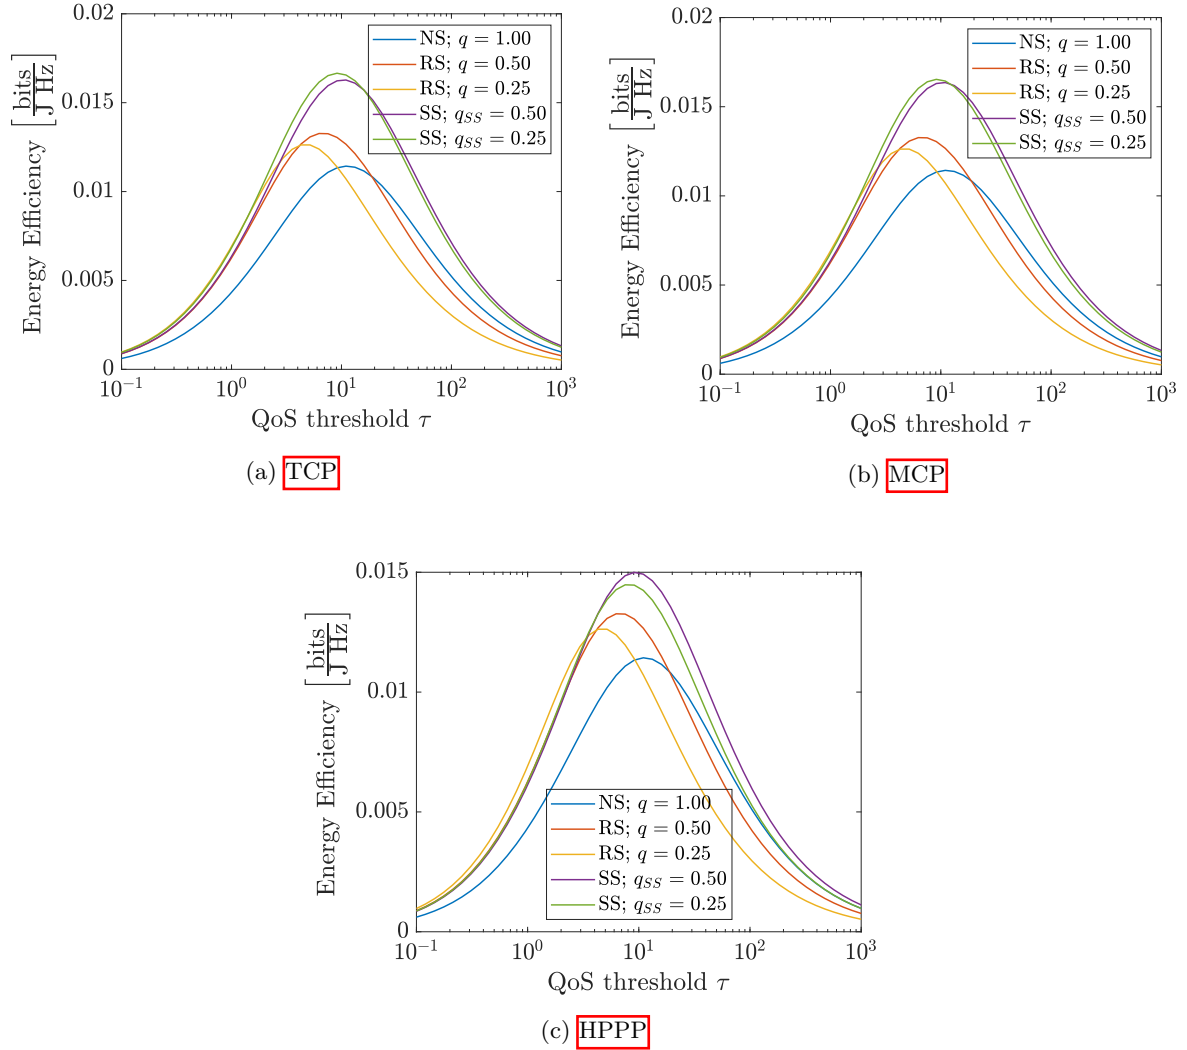 0.02
0.015
0.01
0.005
0
Energy Efficiency [bits/J Hz]
NS; q = 1.00
RS; q = 0.50
RS; q = 0.25
SS; q_SS = 0.50
SS; q_SS = 0.25
10^-1 10^0 10^1 10^2 10^3
QoS threshold τ
(a) TCP
0.02
0.015
0.01
0.005
0
Energy Efficiency [bits/J Hz]
NS; q = 1.00
RS; q = 0.50
RS; q = 0.25
SS; q_SS = 0.50
SS; q_SS = 0.25
10^-1 10^0 10^1 10^2 10^3
QoS threshold τ
(b) MCP
0.015
0.01
0.005
0
Energy Efficiency [bits/J Hz]
NS; q = 1.00
RS; q = 0.50
RS; q = 0.25
SS; q_SS = 0.50
SS; q_SS = 0.25
10^-1 10^0 10^1 10^2 10^3
QoS threshold τ
(c) HPPP